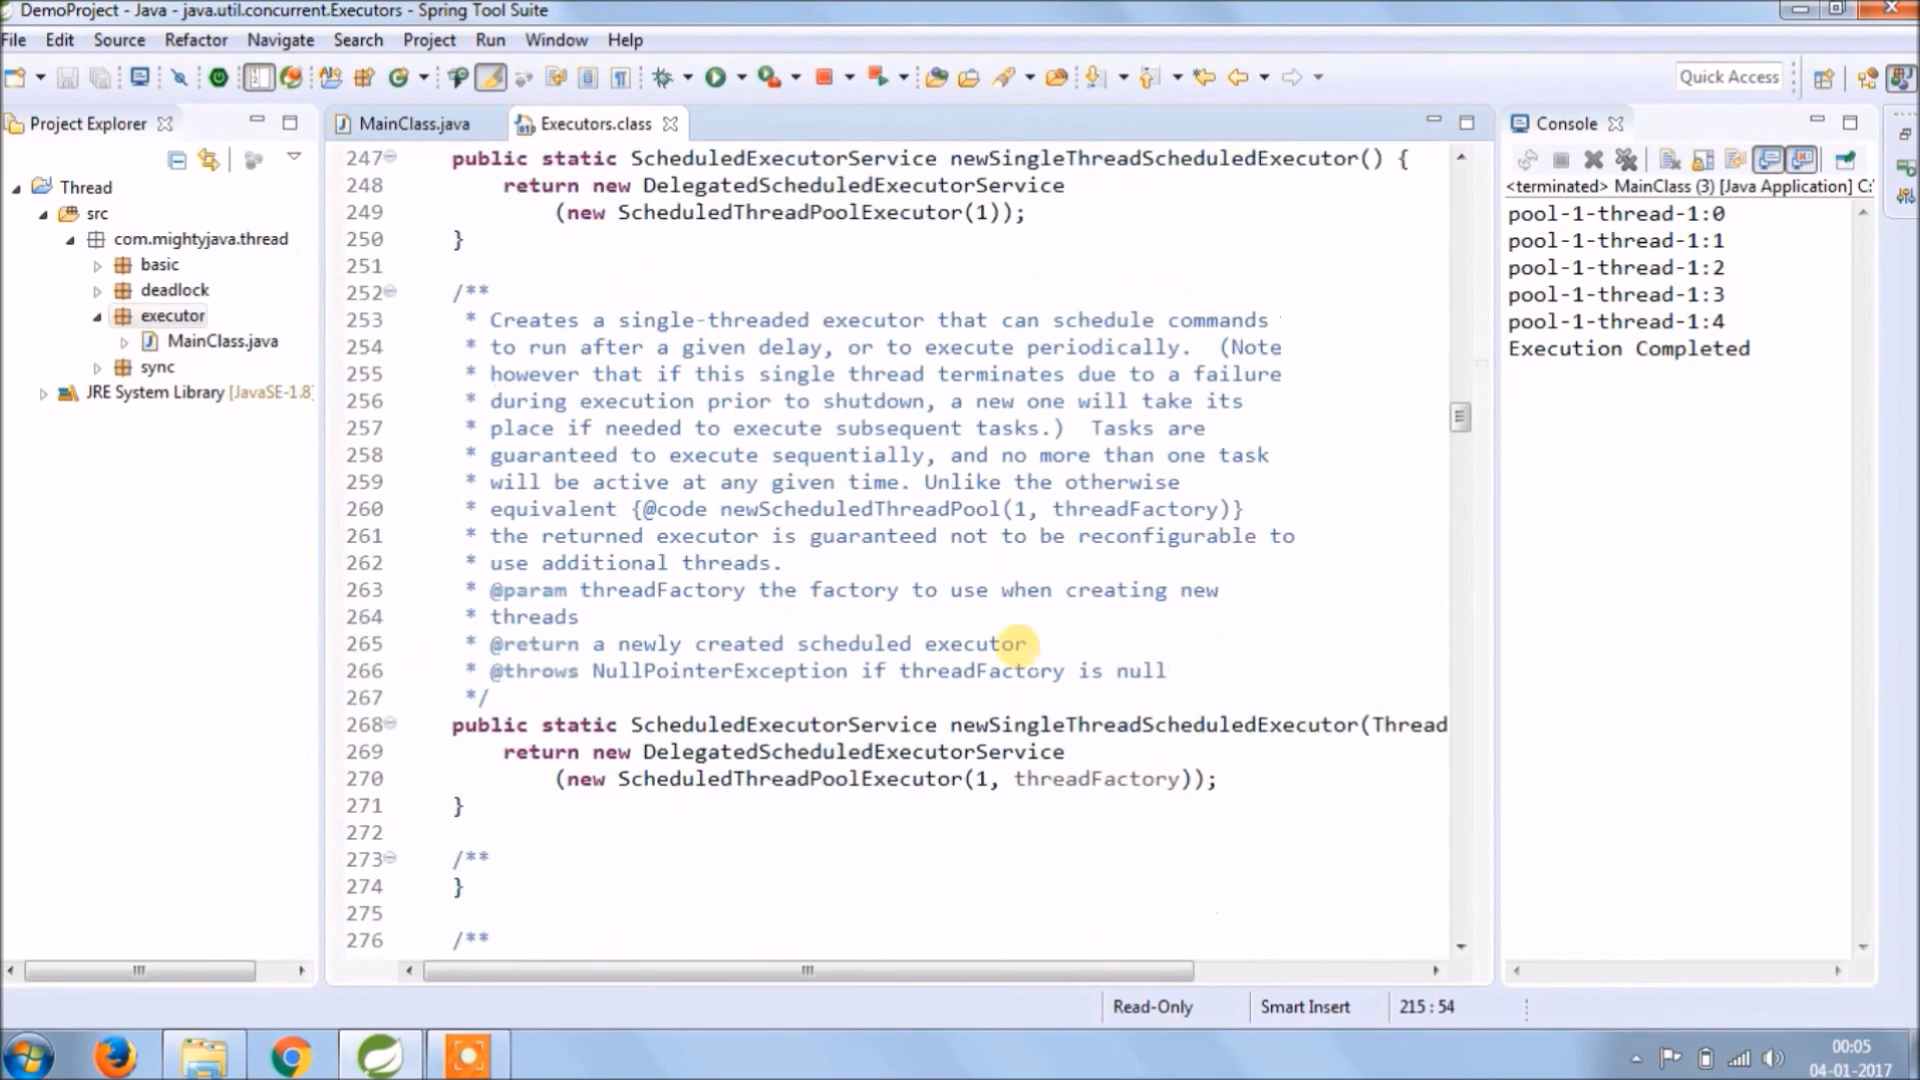 DemoProject - Java - java.util.concurrent.Executors - Spring Tool Suite
File Edit Source Refactor Navigate Search Project Run Window Help
Quick Access
Project Explorer
Thread
src
com.mightyjava.thread
basic
deadlock
executor
MainClass.java
sync
JRE System Library [JavaSE-1.8]
MainClass.java Executors.class
247 public static ScheduledExecutorService newSingleThreadScheduledExecutor() {
248 return new DelegatedScheduledExecutorService
249 (new ScheduledThreadPoolExecutor(1));
250 }
251
252 /**
253 * Creates a single-threaded executor that can schedule commands
254 * to run after a given delay, or to execute periodically.  (Note
255 * however that if this single thread terminates due to a failure
256 * during execution prior to shutdown, a new one will take its
257 * place if needed to execute subsequent tasks.)  Tasks are
258 * guaranteed to execute sequentially, and no more than one task
259 * will be active at any given time. Unlike the otherwise
260 * equivalent {@code newScheduledThreadPool(1, threadFactory)}
261 * the returned executor is guaranteed not to be reconfigurable to
262 * use additional threads.
263 * @param threadFactory the factory to use when creating new
264 * threads
265 * @return a newly created scheduled executor
266 * @throws NullPointerException if threadFactory is null
267 */
268 public static ScheduledExecutorService newSingleThreadScheduledExecutor(Thread
269 return new DelegatedScheduledExecutorService
270 (new ScheduledThreadPoolExecutor(1, threadFactory));
271 }
272
273 /**
274 }
275
276 /**
Console
<terminated> MainClass (3) [Java Application] C:
pool-1-thread-1:0
pool-1-thread-1:1
pool-1-thread-1:2
pool-1-thread-1:3
pool-1-thread-1:4
Execution Completed
Read-Only Smart Insert 215 : 54
00:05
04-01-2017